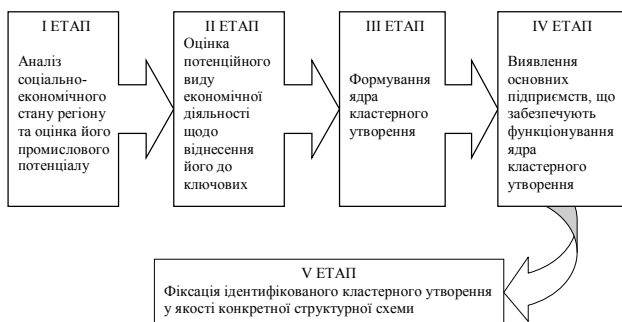 I ЕТАП
Аналіз
соціально-
економічного
стану регіону
та оцінка його
промислового
потенціалу
II ЕТАП
Оцінка
потенційного
виду
економічної
діяльності
щодо
віднесення
його до
ключових
III ЕТАП
Формування
ядра
кластерного
утворення
IV ЕТАП
Виявлення
основних
підприємств, що
забезпечують
функціонування
ядра
кластерного
утворення
V ЕТАП
Фіксація ідентифікованого кластерного утворення
у якості конкретної структурної схеми